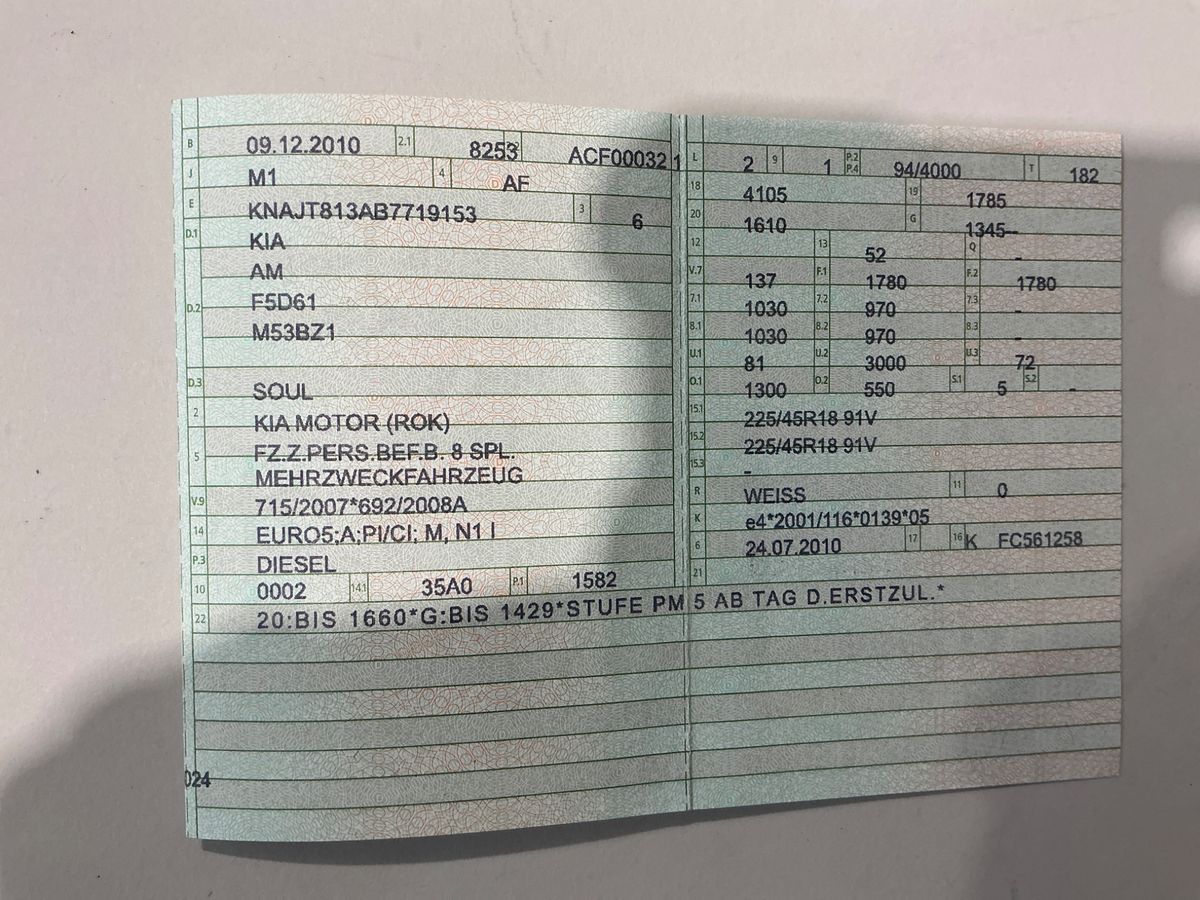 B 09.12.2010 2.1 8253 2.2 ACF00032 1
J M1 4 AF
E KNAJT813AB7719153 3 6
D.1 KIA
D.2 AM
F5D61
M53BZ1
D.3 SOUL
2 KIA MOTOR (ROK)
5 FZ.Z.PERS.BEF.B. 8 SPL.
MEHRZWECKFAHRZEUG
V.9 715/2007*692/2008A
14 EURO5;A;PI/CI; M, N1 I
P.3 DIESEL
10 0002 14.1 35A0 P.1 1582
22 20:BIS 1660*G:BIS 1429*STUFE PM 5 AB TAG D.ERSTZUL.*
024
L 2 9 1 P.2 P.4 94/4000 T 182
18 4105 19 1785
20 1610 G 1345--
12 13 52 Q -
V.7 137 F.1 1780 F.2 1780
7.1 1030 7.2 970 7.3 -
8.1 1030 8.2 970 8.3 -
U.1 81 U.2 3000 U.3 72
O.1 1300 O.2 550 S.1 5 S.2 -
15.1 225/45R18 91V
15.2 225/45R18 91V
15.3 -
R WEISS 11 0
K e4*2001/116*0139*05
6 24.07.2010 17 K 16 FC561258
21